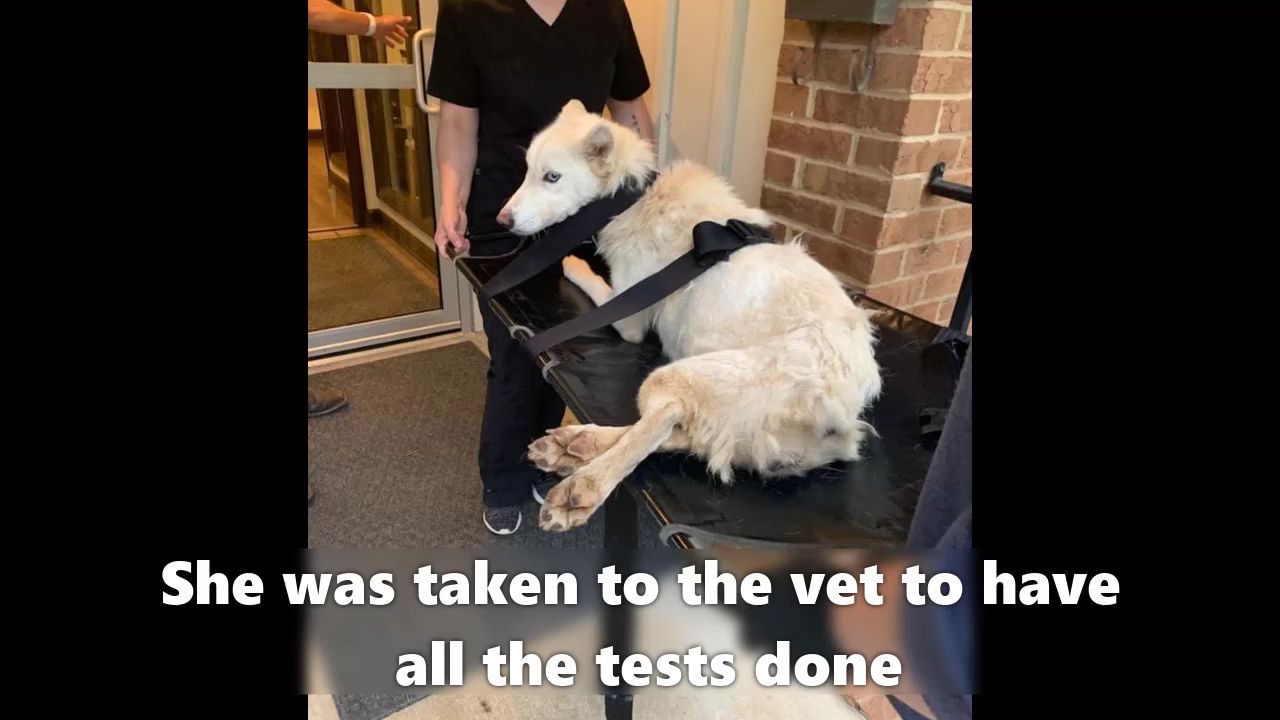 She was taken to the vet to have
all the tests done